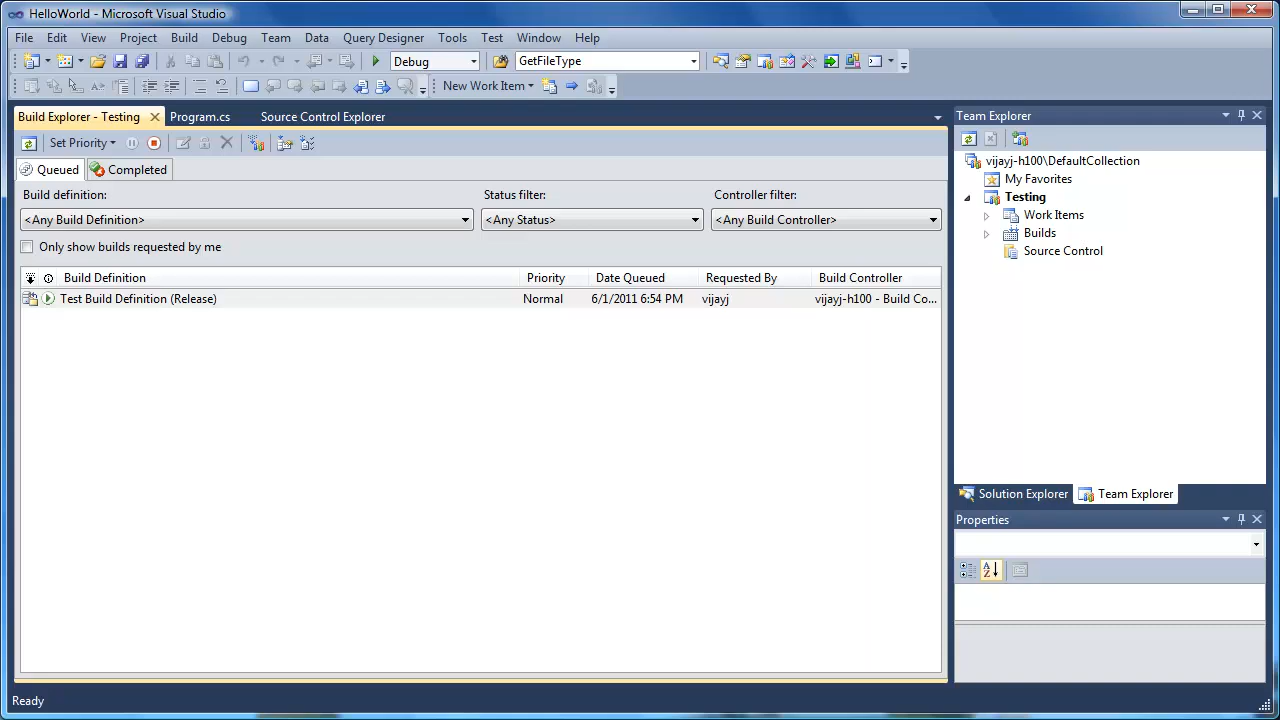 HelloWorld - Microsoft Visual Studio
File Edit View Project Build Debug Team Data Query Designer Tools Test Window Help
Debug GetFileType
New Work Item
Build Explorer - Testing Program.cs Source Control Explorer
Set Priority
Queued Completed
Build definition: Status filter: Controller filter:
<Any Build Definition> <Any Status> <Any Build Controller>
Only show builds requested by me
Build Definition Priority Date Queued Requested By Build Controller
Test Build Definition (Release) Normal 6/1/2011 6:54 PM vijayj vijayj-h100 - Build Co...
Team Explorer
vijayj-h100\DefaultCollection
My Favorites
Testing
Work Items
Builds
Source Control
Solution Explorer Team Explorer
Properties
Ready